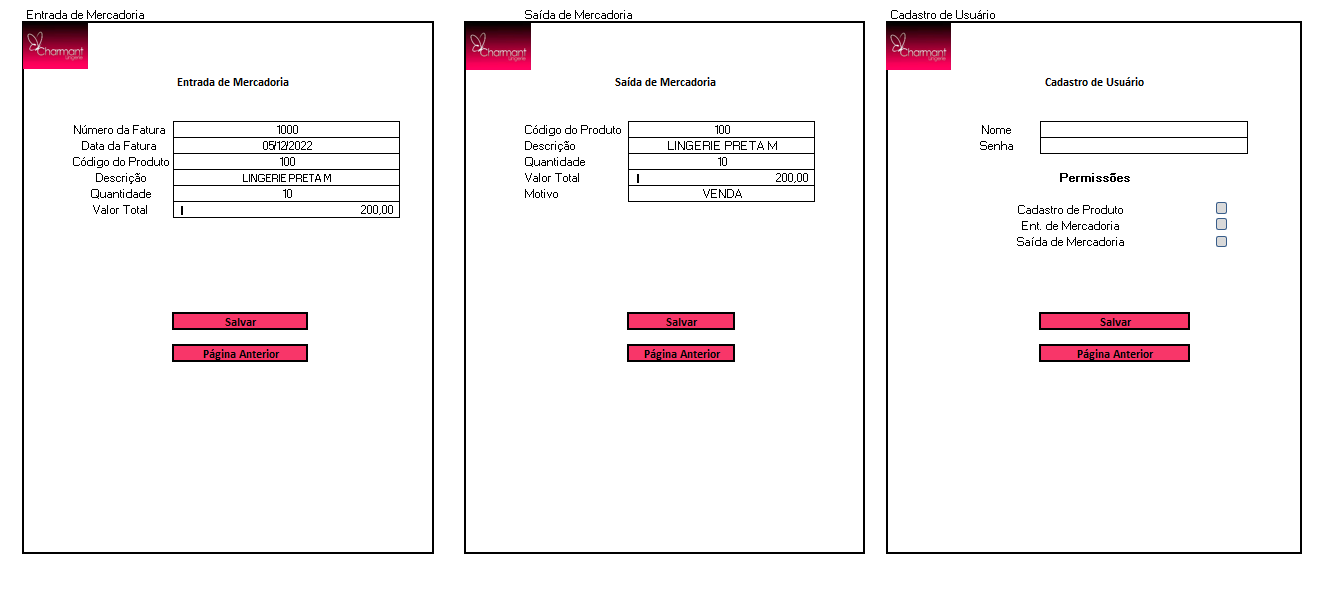 Entrada de Mercadoria
Charmant
lingerie
Entrada de Mercadoria
Número da Fatura 1000
Data da Fatura 05/12/2022
Código do Produto 100
Descrição LINGERIE PRETA M
Quantidade 10
Valor Total 200,00
Salvar
Página Anterior
Saída de Mercadoria
Charmant
lingerie
Saída de Mercadoria
Código do Produto 100
Descrição LINGERIE PRETA M
Quantidade 10
Valor Total 200,00
Motivo VENDA
Salvar
Página Anterior
Cadastro de Usuário
Charmant
lingerie
Cadastro de Usuário
Nome
Senha
Permissões
Cadastro de Produto
Ent. de Mercadoria
Saída de Mercadoria
Salvar
Página Anterior